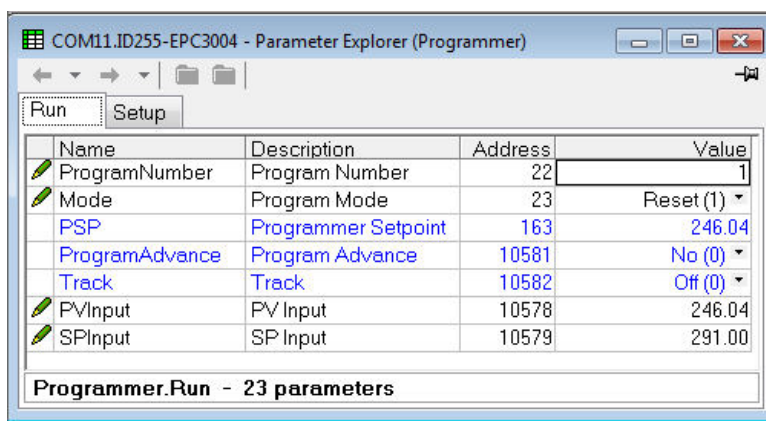 COM11.ID255-EPC3004 - Parameter Explorer (Programmer)
Run Setup
Name Description Address Value
ProgramNumber Program Number 22 1
Mode Program Mode 23 Reset (1)
PSP Programmer Setpoint 163 246.04
ProgramAdvance Program Advance 10581 No (0)
Track Track 10582 Off (0)
PVInput PV Input 10578 246.04
SPInput SP Input 10579 291.00
Programmer.Run - 23 parameters